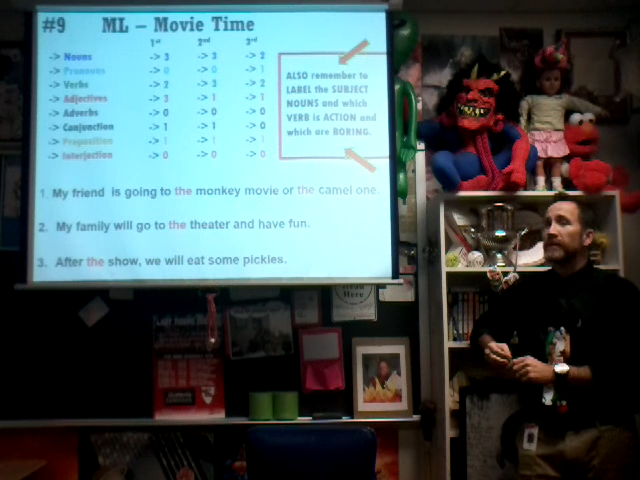 #9 ML – Movie Time
1st 2nd 3rd
-> Nouns -> 3 -> 3 -> 2
-> Pronouns -> 0 -> 0 -> 1
-> Verbs -> 2 -> 3 -> 2
-> Adjectives -> 3 -> 1 -> 1
-> Adverbs -> 0 -> 0 -> 0
-> Conjunction -> 1 -> 1 -> 0
-> Preposition -> 1 -> 1 -> 1
-> Interjection -> 0 -> 0 -> 0
ALSO remember to
LABEL the SUBJECT
NOUNS and which
VERB is ACTION and
which are BORING.
1. My friend is going to the monkey movie or the camel one.
2. My family will go to the theater and have fun.
3. After the show, we will eat some pickles.
Read
Here